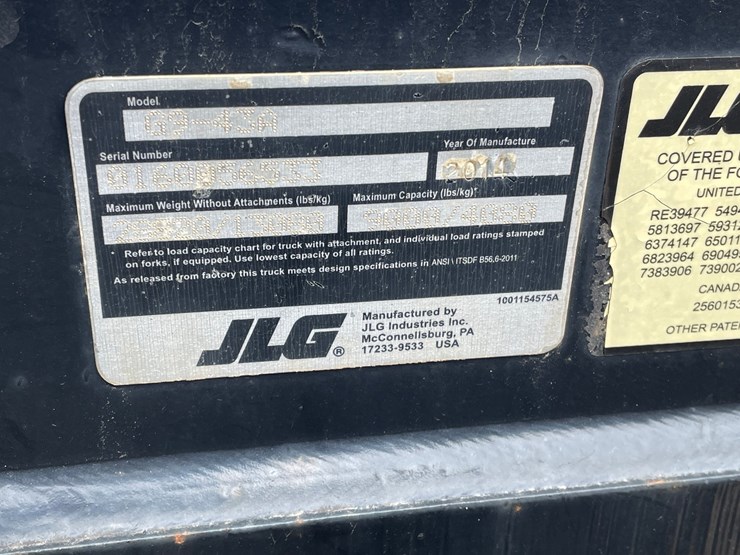 Model
G9-43A
Serial Number
Year Of Manufacture
2014
Maximum Weight Without Attachments (lbs/kg)
Maximum Capacity (lbs/kg)*
* Refer to load capacity chart for truck with attachment, and individual load ratings stamped
on forks, if equipped. Use lowest capacity of all ratings.
As released from factory this truck meets design specifications in ANSI \ ITSDF B56.6-2011
1001154575A
JLG®
Manufactured by
JLG Industries Inc.
McConnellsburg, PA
17233-9533 USA
COVERED
OF THE
UNITED
RE39477
5813697
6374147
6823964
7383906
CANAD
OTHER